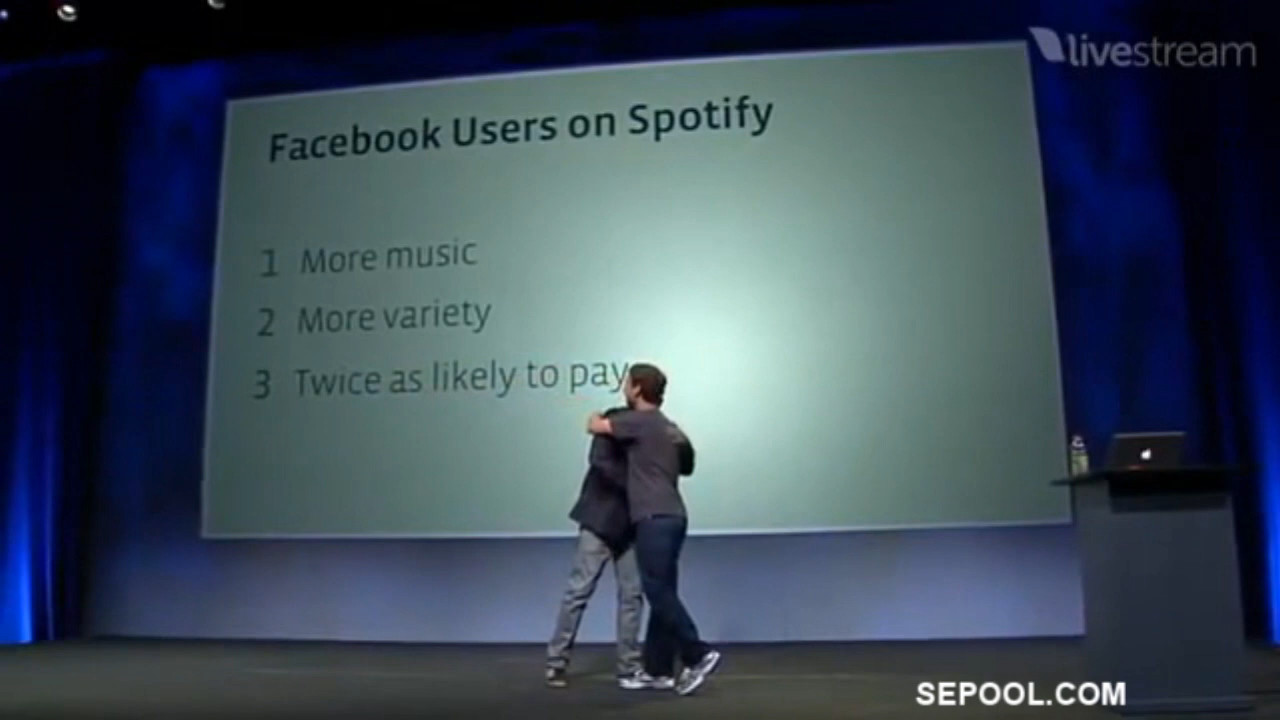 livestream
Facebook Users on Spotify
1 More music
2 More variety
3 Twice as likely to pay
SEPOOL.COM